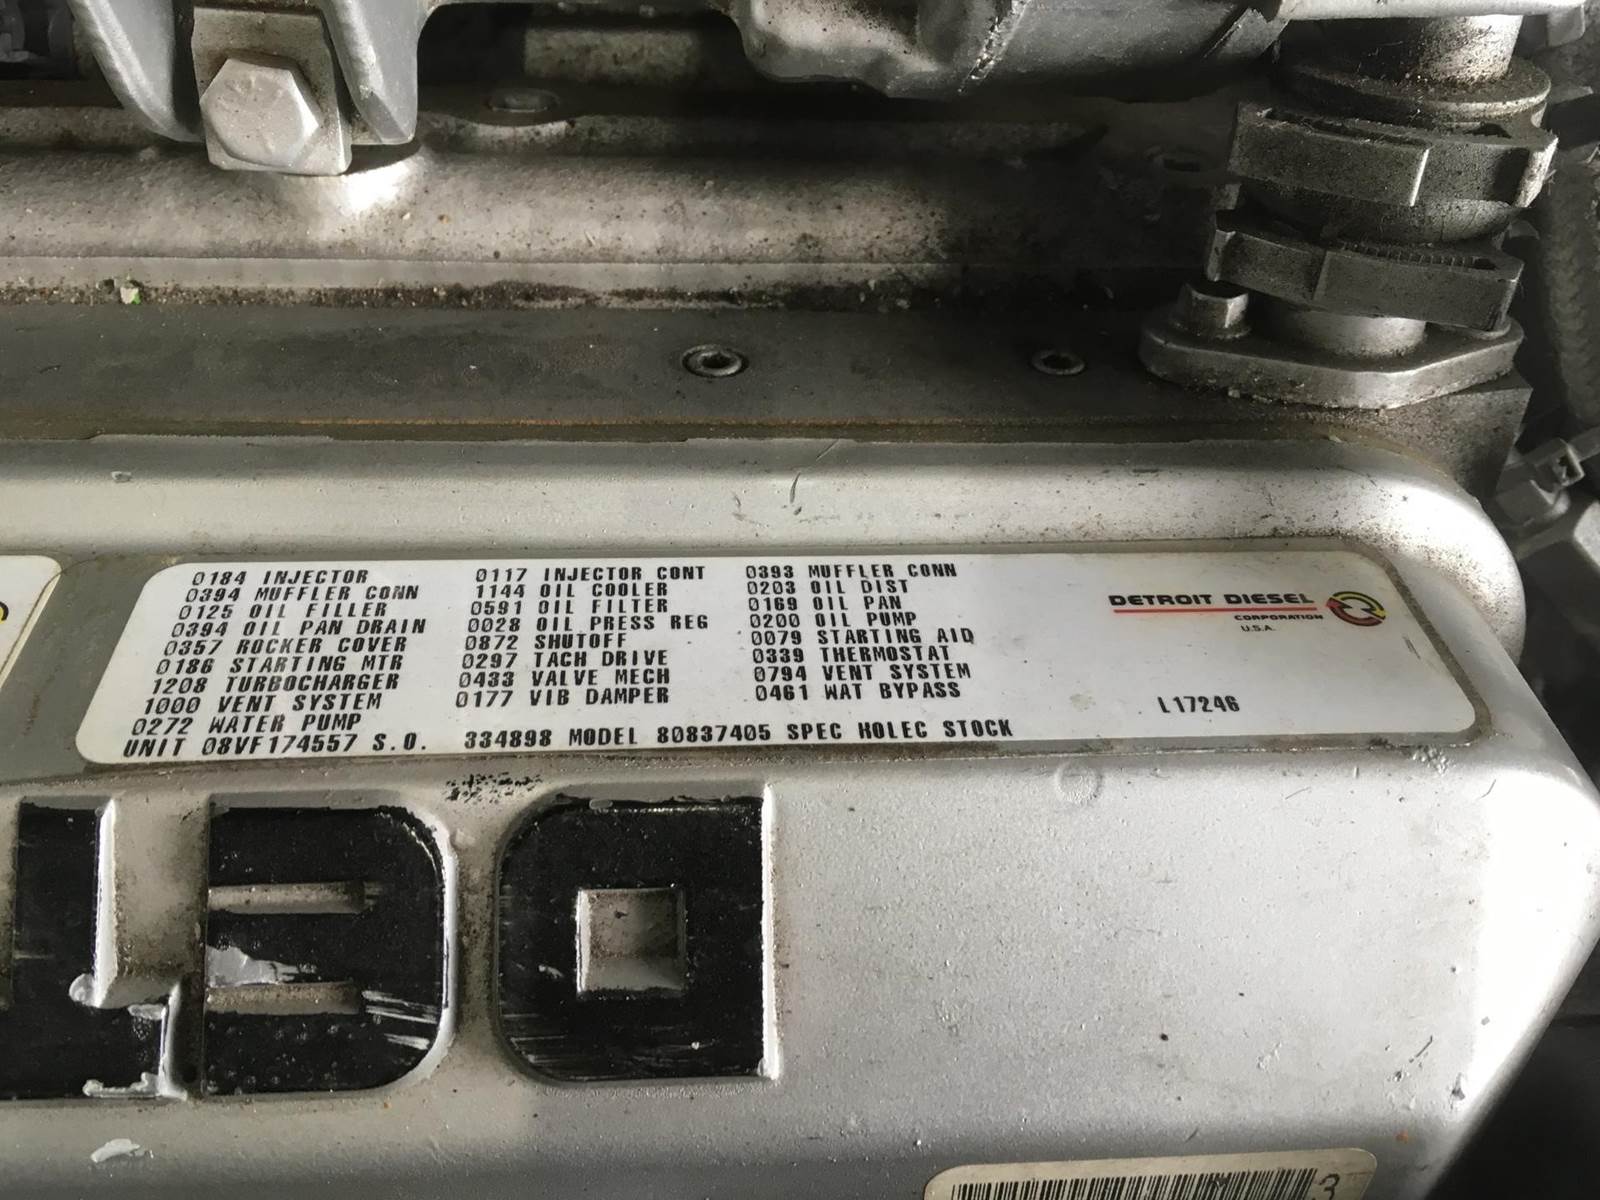 0184 INJECTOR 0117 INJECTOR CONT 0393 MUFFLER CONN
0394 MUFFLER CONN 1144 OIL COOLER 0203 OIL DIST
0125 OIL FILLER 0591 OIL FILTER 0169 OIL PAN
0394 OIL PAN DRAIN 0028 OIL PRESS REG 0200 OIL PUMP
0357 ROCKER COVER 0872 SHUTOFF 0079 STARTING AID
0186 STARTING MTR 0297 TACH DRIVE 0339 THERMOSTAT
1208 TURBOCHARGER 0433 VALVE MECH 0794 VENT SYSTEM
1000 VENT SYSTEM 0177 VIB DAMPER 0461 WAT BYPASS
0272 WATER PUMP
UNIT 08VF174557 S.O. 334898 MODEL 80837405 SPEC HOLEC STOCK
DETROIT DIESEL
CORPORATION
U.S.A.
L17246
3